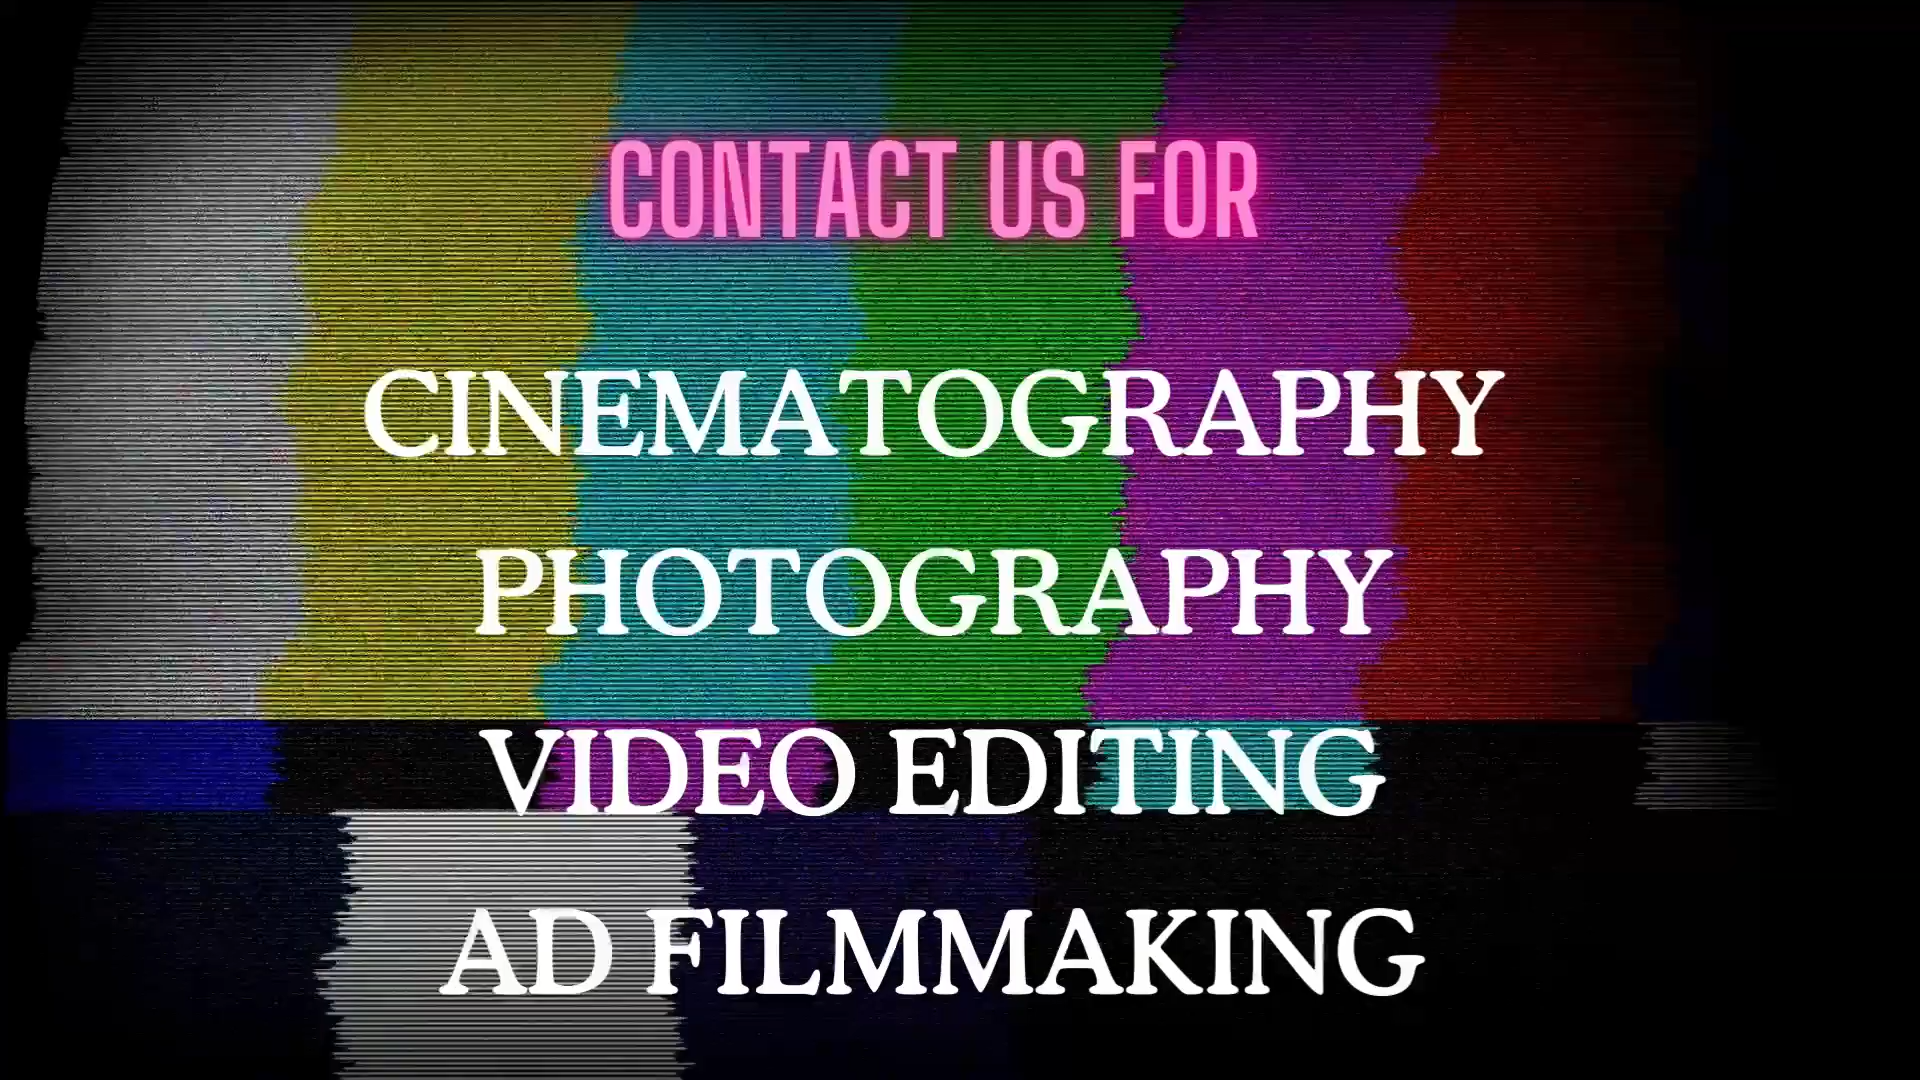 CONTACT US FOR
CINEMATOGRAPHY
PHOTOGRAPHY
VIDEO EDITING
AD FILMMAKING